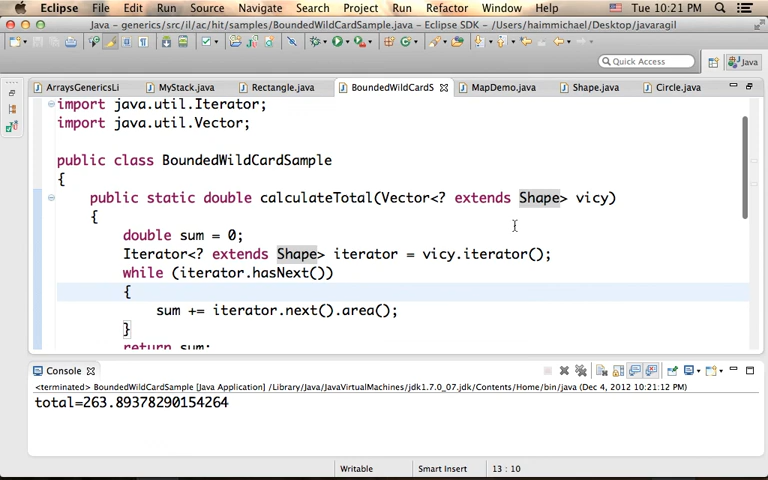 Eclipse File Edit Run Source Navigate Search Project Run Refactor Window Help Tue 10:21 PM
Java - generics/src/il/ac/hit/samples/BoundedWildCardSample.java - Eclipse SDK - /Users/haimmichael/Desktop/javaragil
Quick Access Java
ArraysGenericsLi MyStack.java Rectangle.java BoundedWildCardS MapDemo.java Shape.java Circle.java
import java.util.Iterator;
import java.util.Vector;
public class BoundedWildCardSample
{
public static double calculateTotal(Vector<? extends Shape> vicy)
{
double sum = 0;
Iterator<? extends Shape> iterator = vicy.iterator();
while (iterator.hasNext())
{
sum += iterator.next().area();
}
return sum;
Console
<terminated> BoundedWildCardSample [Java Application] /Library/Java/JavaVirtualMachines/jdk1.7.0_07.jdk/Contents/Home/bin/java (Dec 4, 2012 10:21:12 PM)
total=263.89378290154264
Writable Smart Insert 13 : 10